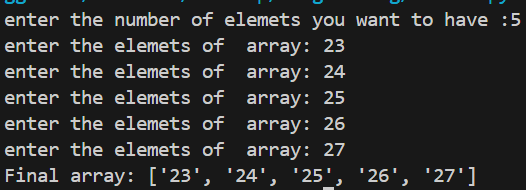 enter the number of elemets you want to have :5
enter the elemets of  array: 23
enter the elemets of  array: 24
enter the elemets of  array: 25
enter the elemets of  array: 26
enter the elemets of  array: 27
Final array: ['23', '24', '25', '26', '27']